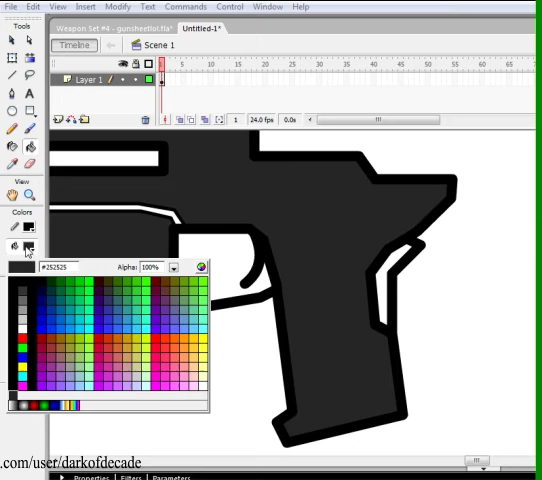 File Edit View Insert Modify Text Commands Control Window Help
Tools
Weapon Set #4 - gunsheetlol.fla* Untitled-1*
Timeline Scene 1
5 10 15 20 25 30 35 40 45 50 55 60 65
Layer 1
1 24.0 fps 0.0s
View
Colors
#252525 Alpha: 100%
.com/user/darkofdecade
Properties Filters Parameters